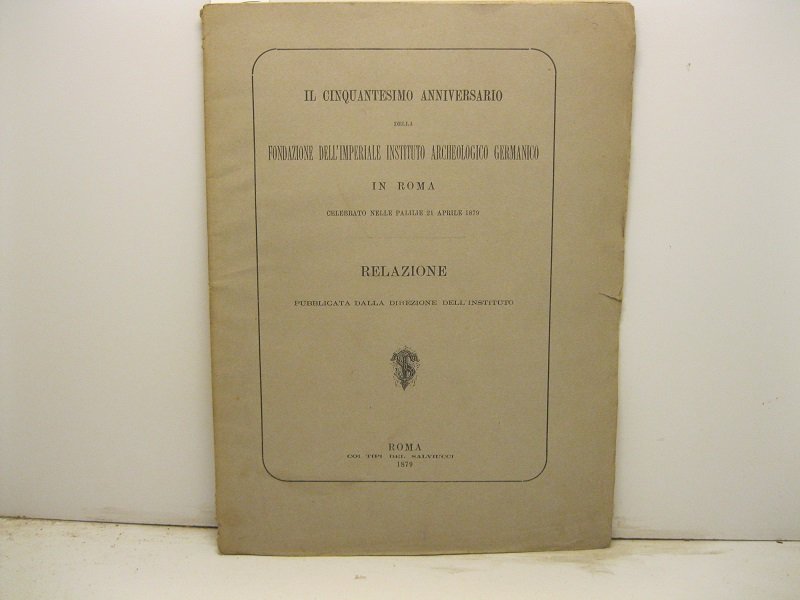 IL CINQUANTESIMO ANNIVERSARIO
DELLA
FONDAZIONE DELL'IMPERIALE INSTITUTO ARCHEOLOGICO GERMANICO
IN ROMA
CELEBRATO NELLE PALILIE 21 APRILE 1879
RELAZIONE
PUBBLICATA DALLA DIREZIONE DELL'INSTITUTO
ROMA
COI TIPI DEL SALVIUCCI
1879